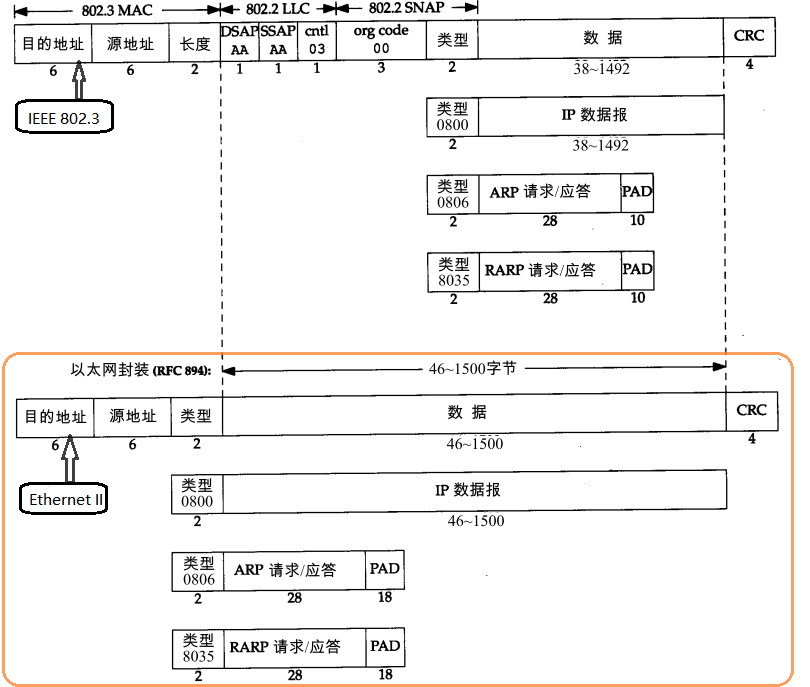 802.3 MAC 802.2 LLC 802.2 SNAP
目的地址 源地址 长度 DSAP AA SSAP AA cntl 03 org code 00 类型 数 据 CRC
6 6 2 1 1 1 3 2 38~1492 4
IEEE 802.3
类型 0800 IP 数据报
2 38~1492
类型 0806 ARP 请求/应答 PAD
2 28 10
类型 8035 RARP 请求/应答 PAD
2 28 10
以太网封装 (RFC 894): 46~1500字节
目的地址 源地址 类型 数 据 CRC
6 6 2 46~1500 4
Ethernet II
类型 0800 IP 数据报
2 46~1500
类型 0806 ARP 请求/应答 PAD
2 28 18
类型 8035 RARP 请求/应答 PAD
2 28 18